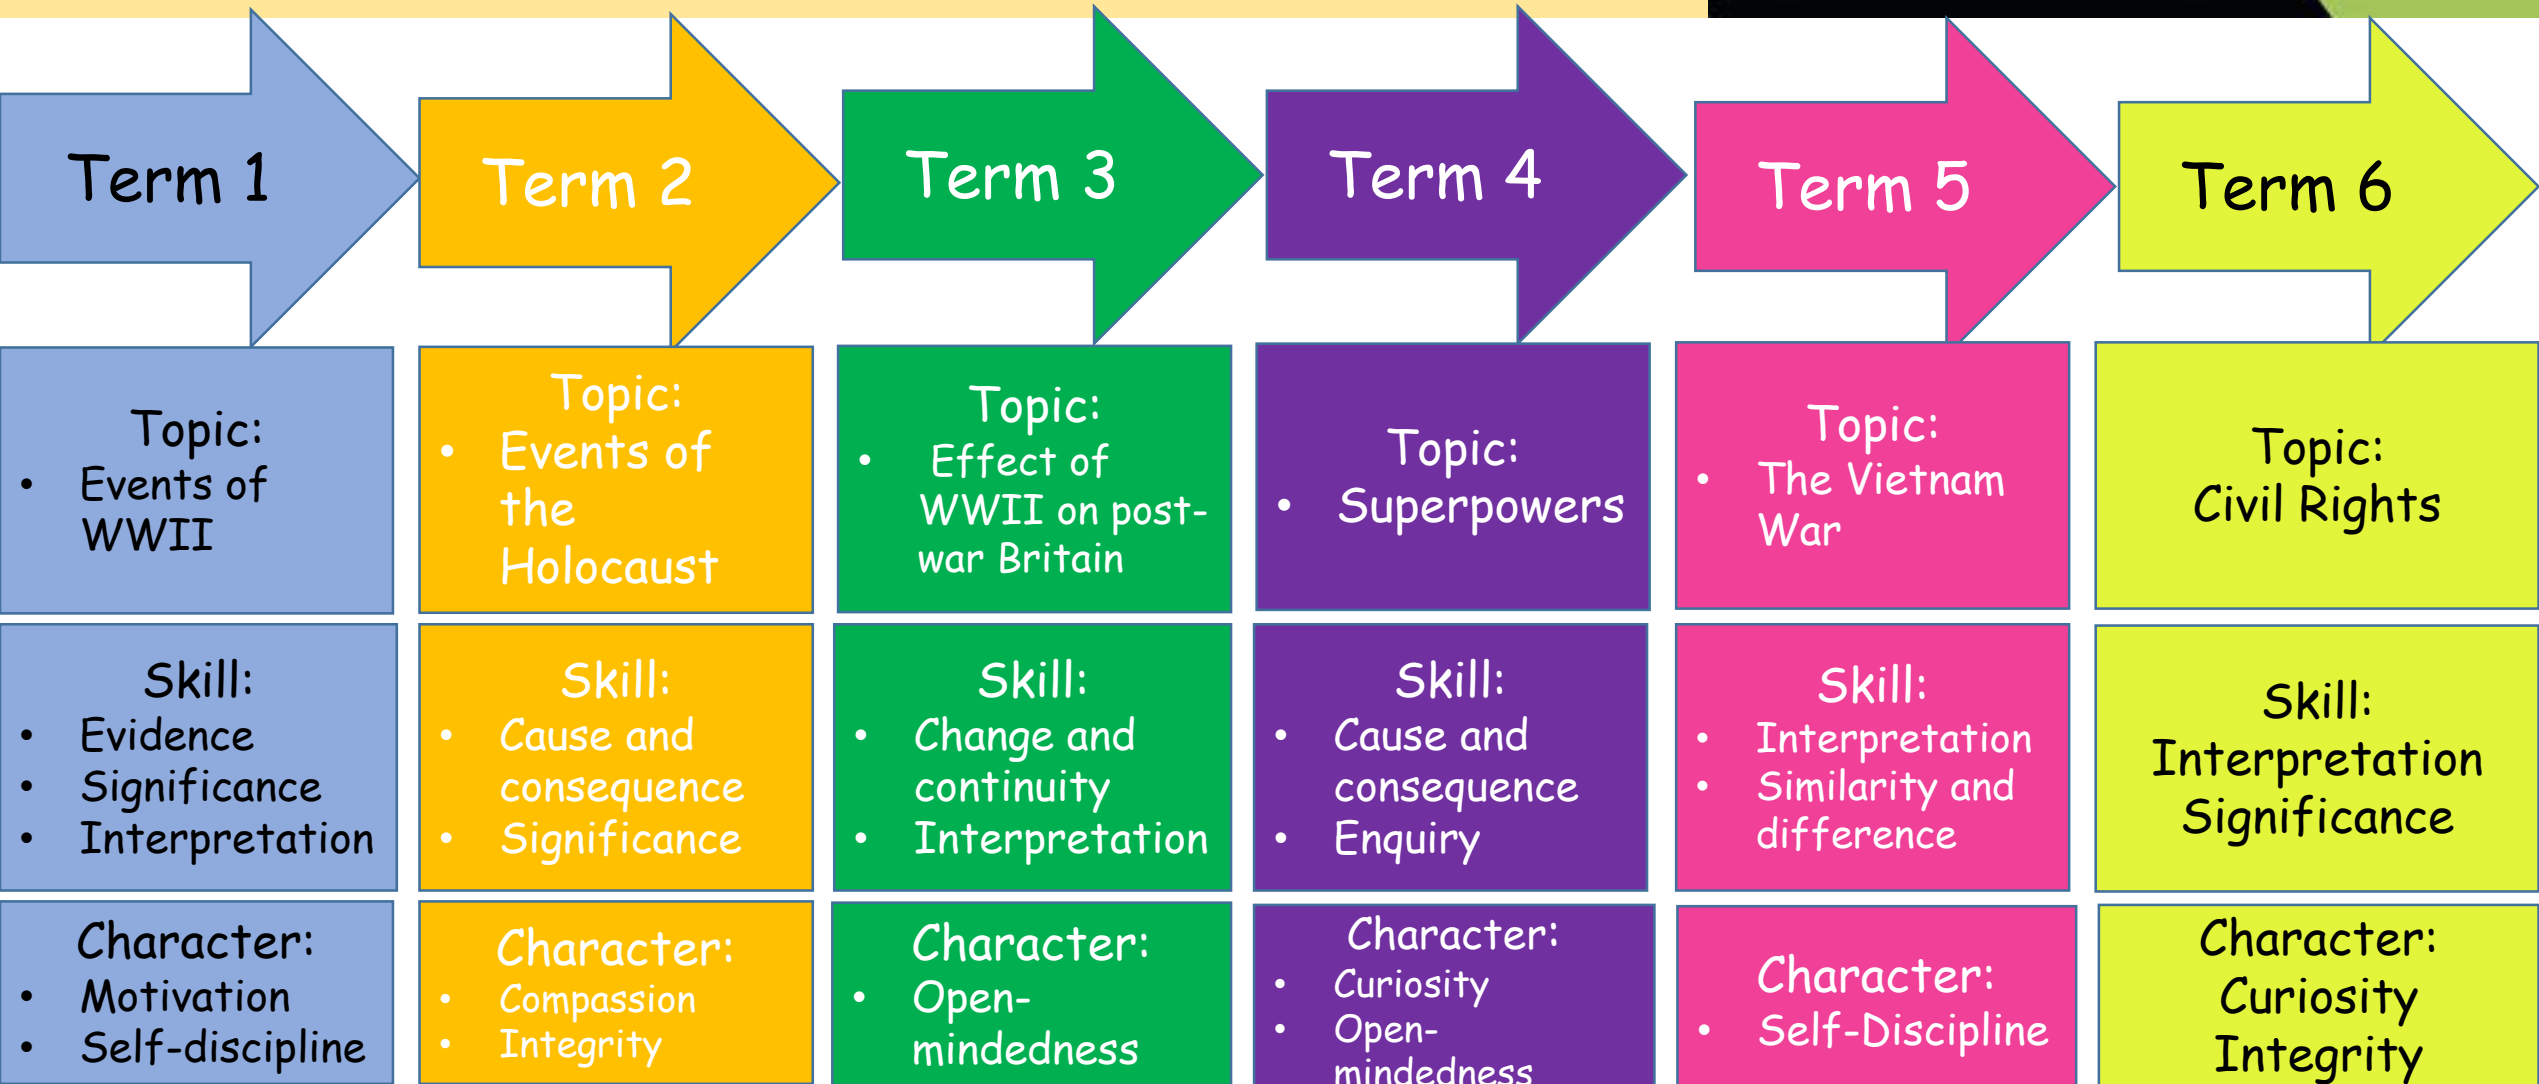 Term 1
Term 2
Term 3
Term 4
Term 5
Term 6
Topic:
• Events of
WWII
Topic:
• Events of
the
Holocaust
Topic:
• Effect of
WWII on post-
war Britain
Topic:
• Superpowers
Topic:
• The Vietnam
War
Topic:
Civil Rights
Skill:
• Evidence
• Significance
• Interpretation
Skill:
• Cause and
consequence
• Significance
Skill:
• Change and
continuity
• Interpretation
Skill:
• Cause and
consequence
• Enquiry
Skill:
• Interpretation
• Similarity and
difference
Skill:
Interpretation
Significance
Character:
• Motivation
• Self-discipline
Character:
• Compassion
• Integrity
Character:
• Open-
mindedness
Character:
• Curiosity
• Open-
mindedness
Character:
• Self-Discipline
Character:
Curiosity
Integrity